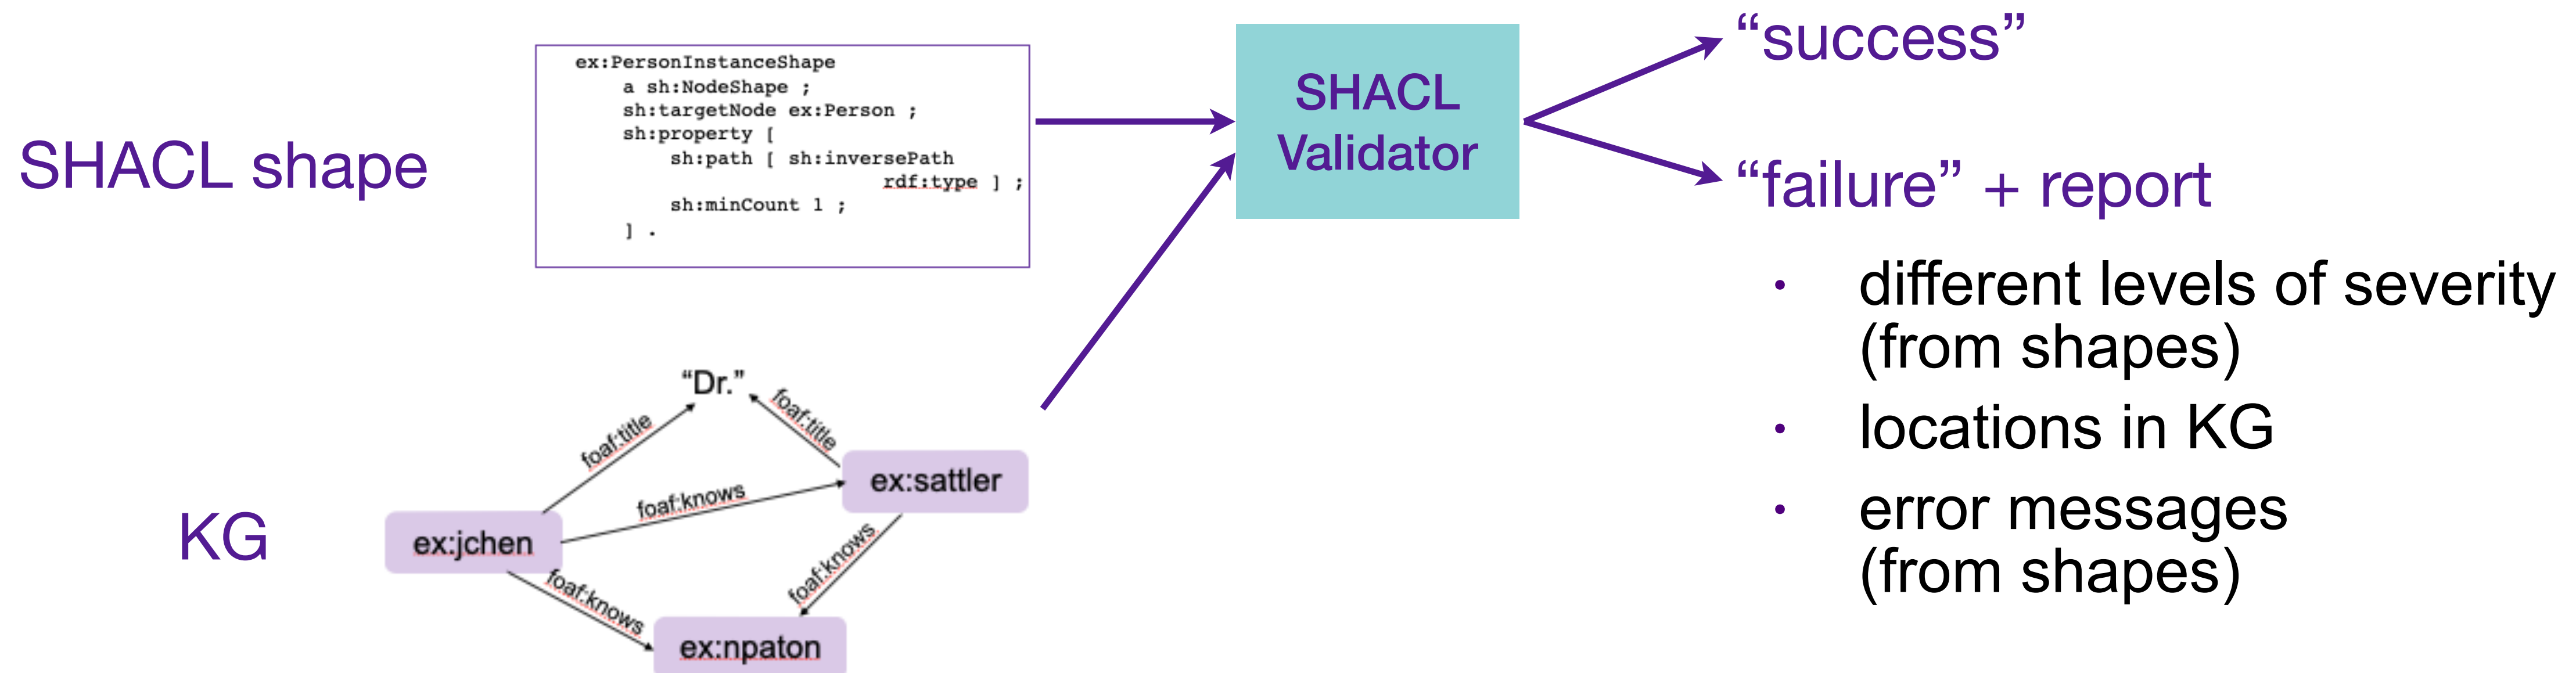 SHACL shape
ex:PersonInstanceShape
a sh:NodeShape ;
sh:targetNode ex:Person ;
sh:property [
sh:path [ sh:inversePath
rdf:type ] ;
sh:minCount 1 ;
] .
SHACL
Validator
“success”
“failure” + report
• different levels of severity
(from shapes)
• locations in KG
• error messages
(from shapes)
KG
“Dr.”
foaf:title
foaf:title
ex:sattler
foaf:knows
ex:jchen
foaf:knows
foaf:knows
ex:npaton